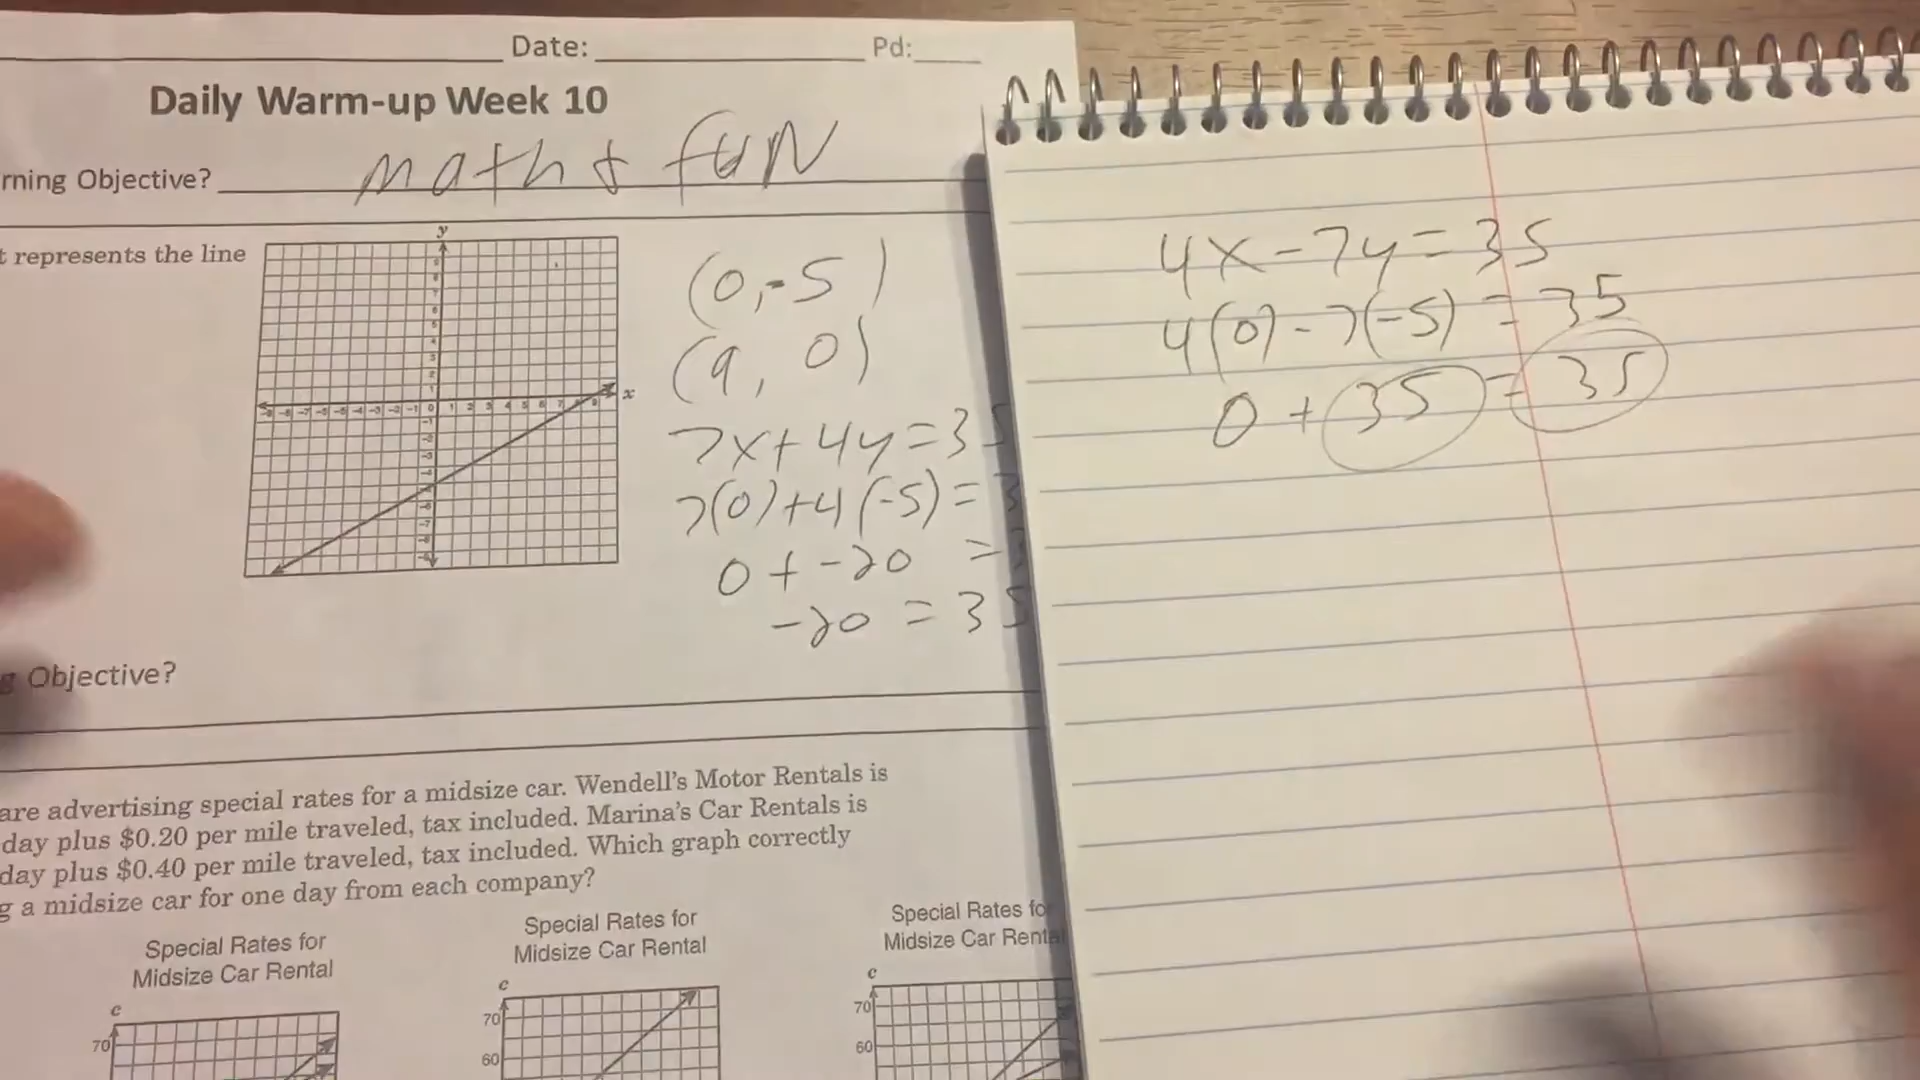 Date: Pd:
Daily Warm-up Week 10
rning Objective? math & fun
t represents the line
y
x
(0,-5)
(9, 0)
7x+4y=35
7(0)+4(-5)=3
0+-20 =
-20 = 35
4x-7y=35
4(0)-7(-5) = 35
0 + 35 = 35
g Objective?
are advertising special rates for a midsize car. Wendell's Motor Rentals is
day plus $0.20 per mile traveled, tax included. Marina's Car Rentals is
day plus $0.40 per mile traveled, tax included. Which graph correctly
g a midsize car for one day from each company?
Special Rates for
Midsize Car Rental
c
70
Special Rates for
Midsize Car Rental
c
70
60
Special Rates fo
Midsize Car Renta
c
70
60